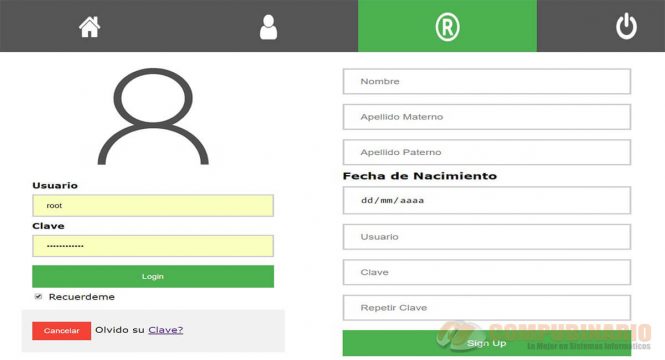 ®
Usuario
root
Clave
••••••••••••
Login
Recuerdeme
Cancelar Olvido su Clave?
Nombre
Apellido Materno
Apellido Paterno
Fecha de Nacimiento
dd/mm/aaaa
Usuario
Clave
Repetir Clave
Sign Up
COMPUBINARIO
Lo Mejor en Sistemas Informaticos